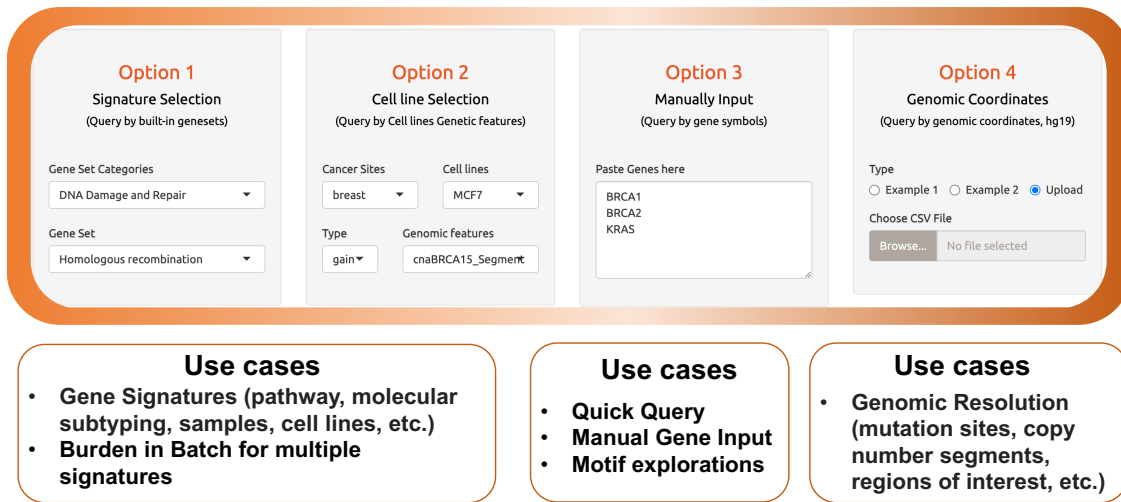 Option 1
Signature Selection
(Query by built-in genesets)
Gene Set Categories
DNA Damage and Repair
Gene Set
Homologous recombination
Option 2
Cell line Selection
(Query by Cell lines Genetic features)
Cancer Sites
Cell lines
breast
MCF7
Type
Genomic features
gain
cnaBRCA15_Segment
Option 3
Manually Input
(Query by gene symbols)
Paste Genes here
BRCA1
BRCA2
KRAS
Option 4
Genomic Coordinates
(Query by genomic coordinates, hg19)
Type
Example 1 Example 2 Upload
Choose CSV File
Browse... No file selected
Use cases
• Gene Signatures (pathway, molecular
subtyping, samples, cell lines, etc.)
• Burden in Batch for multiple
signatures
Use cases
• Quick Query
• Manual Gene Input
• Motif explorations
Use cases
• Genomic Resolution
(mutation sites, copy
number segments,
regions of interest, etc.)